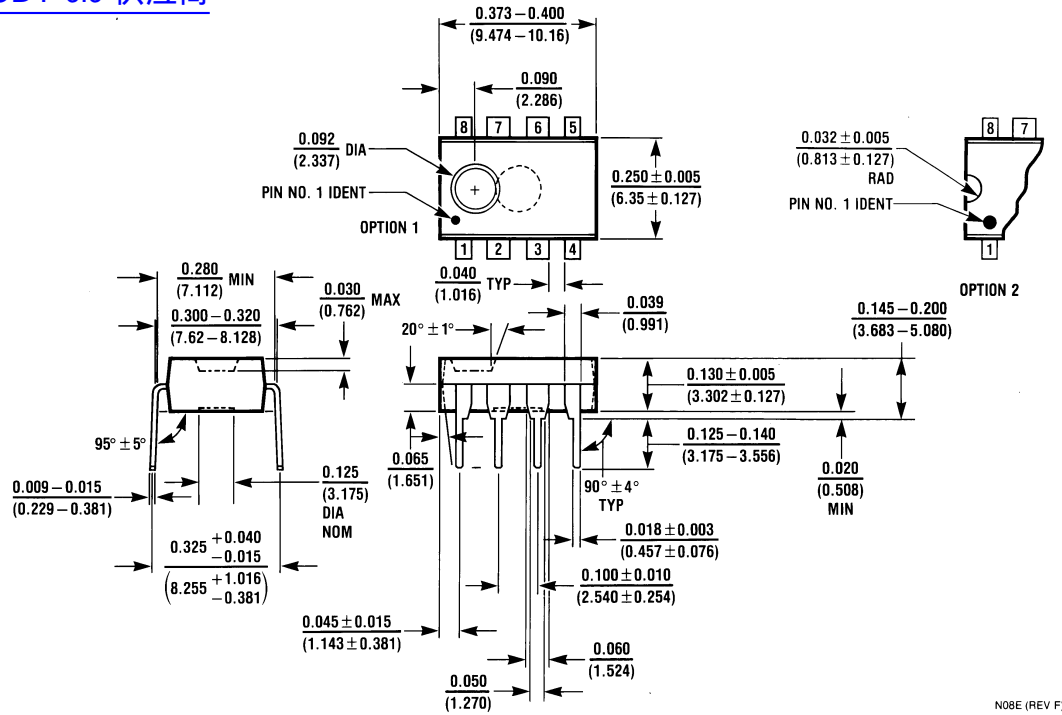 供应商
0.373 – 0.400
(9.474 – 10.16)
0.090
(2.286)
8 7 6 5
0.092 DIA
(2.337)
PIN NO. 1 IDENT
OPTION 1
+
1 2 3 4
0.250 ± 0.005
(6.35 ± 0.127)
8 7
0.032 ± 0.005
(0.813 ± 0.127)
RAD
PIN NO. 1 IDENT
1
OPTION 2
0.280 MIN
(7.112)
0.300 – 0.320
(7.62 – 8.128)
0.030 MAX
(0.762)
0.040 TYP
(1.016)
0.039
(0.991)
20° ± 1°
0.145 – 0.200
(3.683 – 5.080)
0.130 ± 0.005
(3.302 ± 0.127)
95° ± 5°
0.065
(1.651)
0.125 – 0.140
(3.175 – 3.556)
0.020
(0.508)
MIN
90° ± 4°
TYP
0.009 – 0.015
(0.229 – 0.381)
0.125
(3.175)
DIA
NOM
0.018 ± 0.003
(0.457 ± 0.076)
0.325 +0.040
–0.015
(8.255 +1.016
–0.381)
0.100 ± 0.010
(2.540 ± 0.254)
0.045 ± 0.015
(1.143 ± 0.381)
0.060
(1.524)
0.050
(1.270)
N08E (REV F